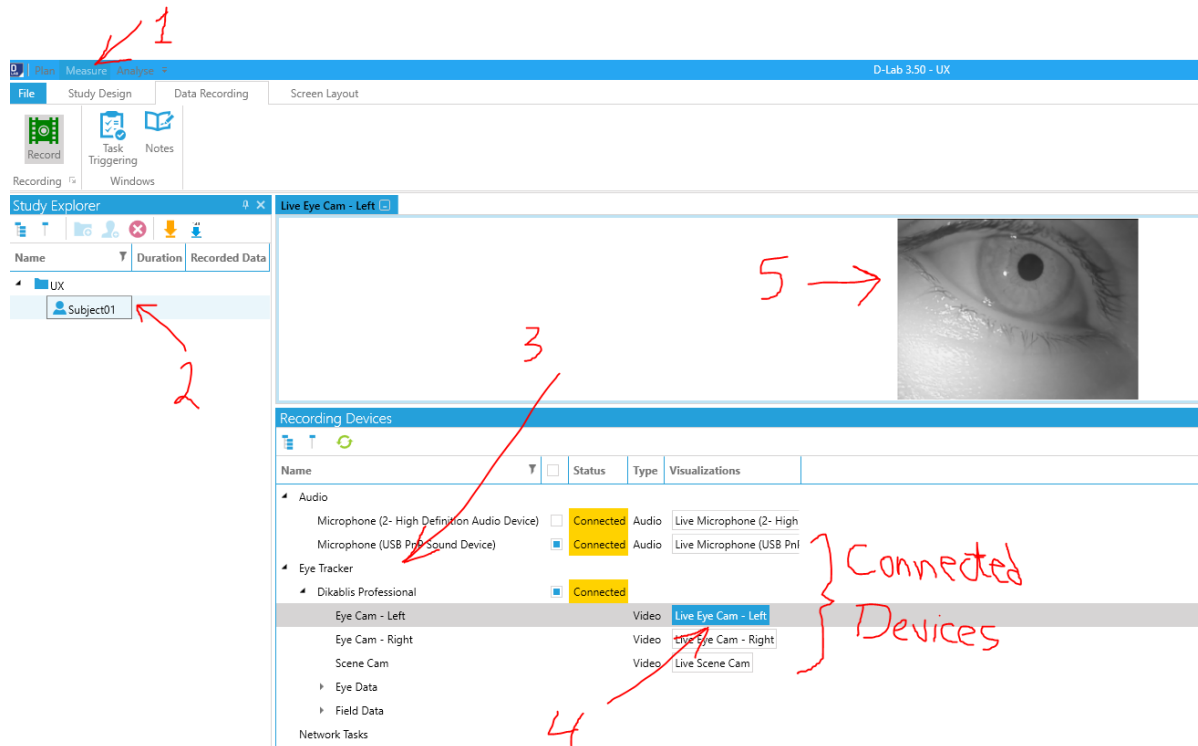 1
Plan Measure Analyse
D-Lab 3.50 - UX
File Study Design Data Recording Screen Layout
Record Task Triggering Notes
Recording Windows
Study Explorer
Live Eye Cam - Left
Name Duration Recorded Data
UX
Subject01
2
3
5
Recording Devices
Name Status Type Visualizations
Audio
Microphone (2- High Definition Audio Device) Connected Audio Live Microphone (2- High
Microphone (USB PnP Sound Device) Connected Audio Live Microphone (USB PnP
Eye Tracker
Dikablis Professional Connected
Eye Cam - Left Video Live Eye Cam - Left
Eye Cam - Right Video Live Eye Cam - Right
Scene Cam Video Live Scene Cam
Eye Data
Field Data
Network Tasks
Connected
Devices
4